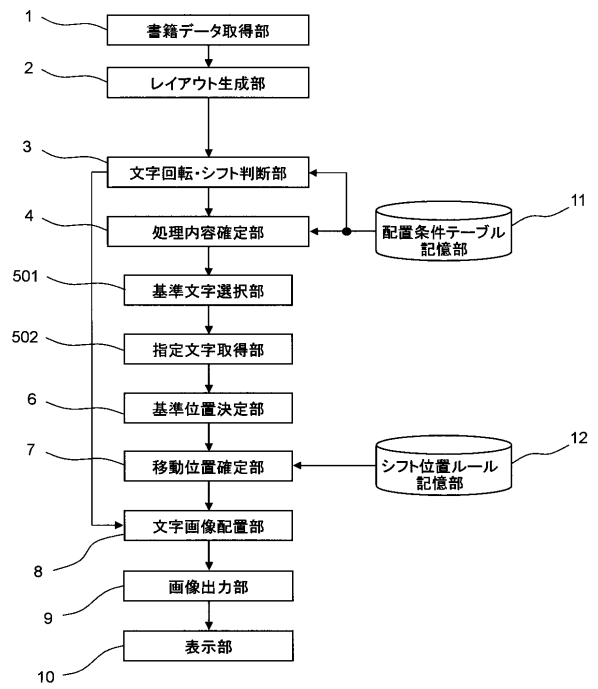 1
書籍データ取得部
2
レイアウト生成部
3
文字回転・シフト判断部
11
4
処理内容確定部
配置条件テーブル
記憶部
501
基準文字選択部
502
指定文字取得部
6
基準位置決定部
7
移動位置確定部
12
シフト位置ルール
記憶部
文字画像配置部
8
画像出力部
9
表示部
10